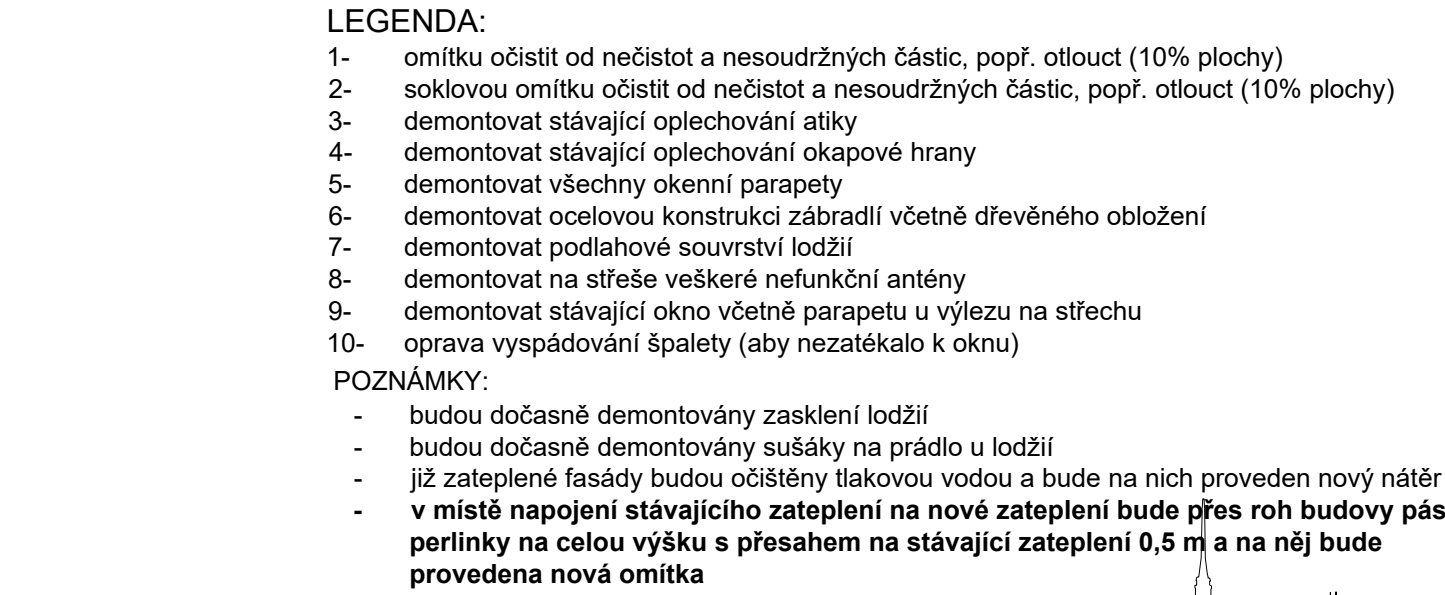 LEGENDA:
1- omítku očistit od nečistot a nesoudržných částic, popř. otlouct (10% plochy)
2- soklovou omítku očistit od nečistot a nesoudržných částic, popř. otlouct (10% plochy)
3- demontovat stávající oplechování atiky
4- demontovat stávající oplechování okapové hrany
5- demontovat všechny okenní parapety
6- demontovat ocelovou konstrukci zábradlí včetně dřevěného obložení
7- demontovat podlahové souvrství lodžií
8- demontovat na střeše veškeré nefunkční antény
9- demontovat stávající okno včetně parapetu u výlezu na střechu
10- oprava vyspádování špalety (aby nezatékalo k oknu)
POZNÁMKY:
- budou dočasně demontovány zasklení lodžií
- budou dočasně demontovány sušáky na prádlo u lodžií
- již zateplené fasády budou očištěny tlakovou vodou a bude na nich proveden nový nátěr
- v místě napojení stávajícího zateplení na nové zateplení bude přes roh budovy pás
perlinky na celou výšku s přesahem na stávající zateplení 0,5 m a na něj bude
provedena nová omítka